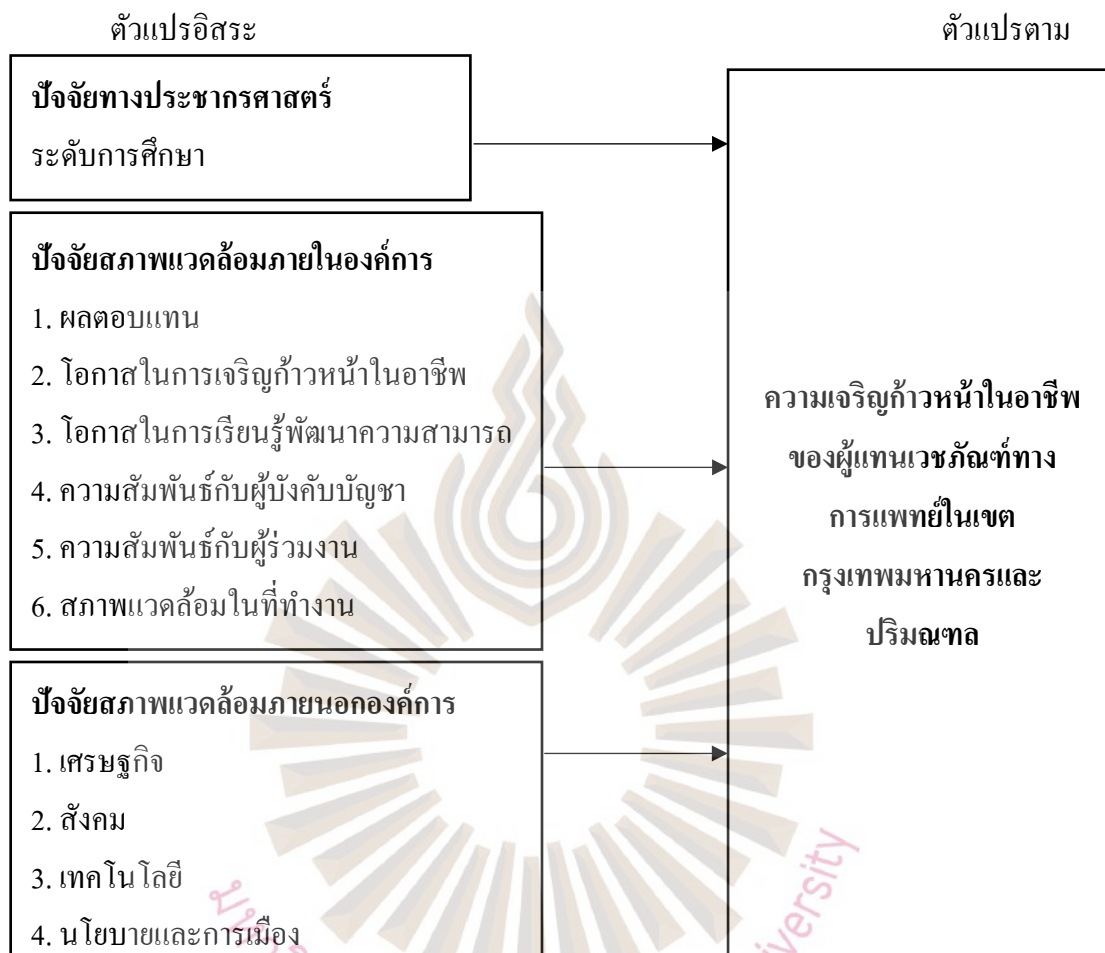 ตัวแปรอิสระ
ตัวแปรตาม
ปัจจัยทางประชากรศาสตร์
ระดับการศึกษา
ปัจจัยสภาพแวดล้อมภายในองค์การ
1. ผลตอบแทน
2. โอกาสในการเจริญก้าวหน้าในอาชีพ
3. โอกาสในการเรียนรู้พัฒนาความสามารถ
4. ความสัมพันธ์กับผู้บังคับบัญชา
5. ความสัมพันธ์กับผู้ร่วมงาน
6. สภาพแวดล้อมในที่ทำงาน
ปัจจัยสภาพแวดล้อมภายนอกองค์การ
1. เศรษฐกิจ
2. สังคม
3. เทคโนโลยี
4. นโยบายและการเมือง
ความเจริญก้าวหน้าในอาชีพ
ของผู้แทนเวชภัณฑ์ทาง
การแพทย์ในเขต
กรุงเทพมหานครและ
ปริมณฑล